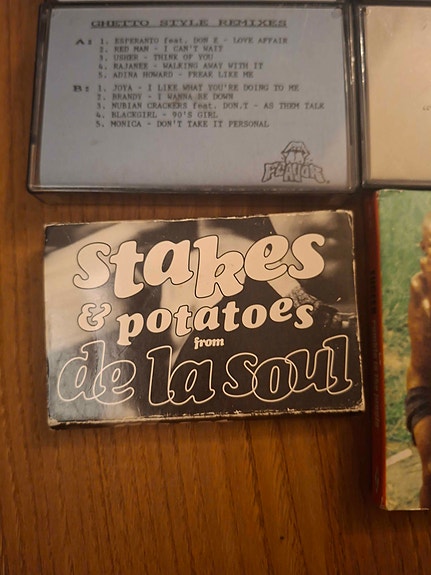 GHETTO STYLE REMIXES
A: 1. ESPERANTO feat. DON E - LOVE AFFAIR
2. RED MAN - I CAN'T WAIT
3. USHER - THINK OF YOU
4. RAJANEE - WALKING AWAY WITH IT
5. ADINA HOWARD - FREAK LIKE ME
B: 1. JOYA - I LIKE WHAT YOU'RE DOING TO ME
2. BRANDY - I WANNA BE DOWN
3. NUBIAN CRACKERS feat. DON.T - AS THEM TALK
4. BLACKGIRL - 90'S GIRL
5. MONICA - DON'T TAKE IT PERSONAL
FLAVOR
stakes
& potatoes
from
de la soul